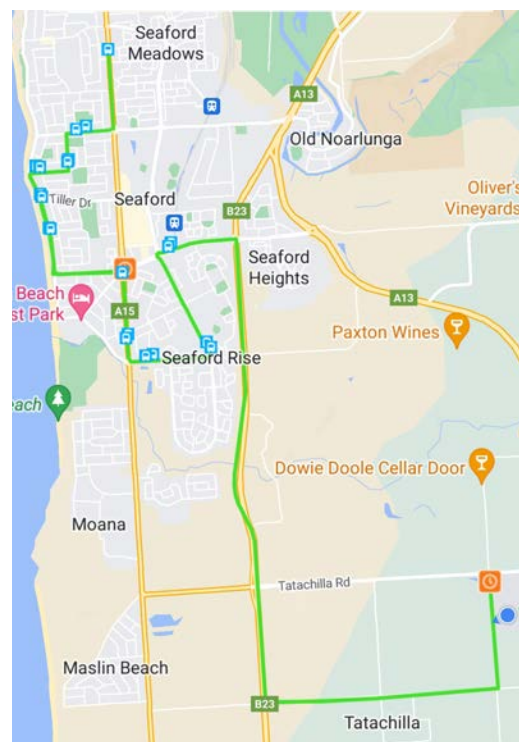 Seaford
Meadows
A13
Old Noarlunga
Oliver's
Vineyards
Tiller Dr
Seaford
B23
Seaford
Heights
Beach
st Park
A15
A13
Paxton Wines
Seaford Rise
each
Dowie Doole Cellar Door
Moana
Tatachilla Rd
Maslin Beach
B23
Tatachilla